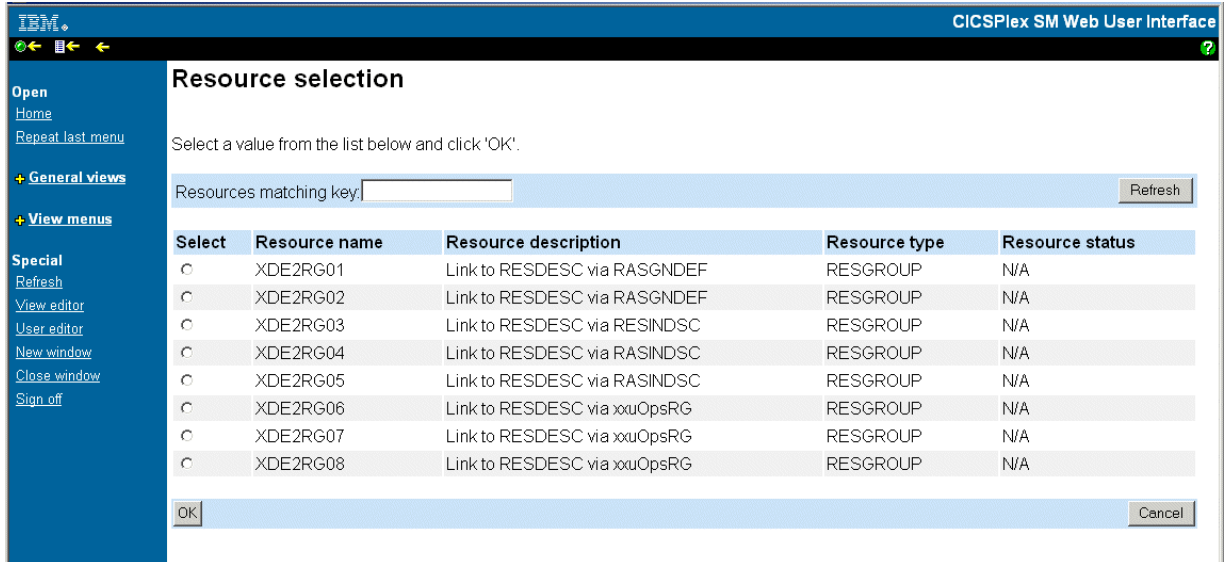 IBM.
CICSPlex SM Web User Interface
?
Open
Home
Repeat last menu
+ General views
+ View menus
Special
Refresh
View editor
User editor
New window
Close window
Sign off
Resource selection
Select a value from the list below and click 'OK'.
Resources matching key: Refresh
Select Resource name Resource description Resource type Resource status
XDE2RG01 Link to RESDESC via RASGNDEF RESGROUP N/A
XDE2RG02 Link to RESDESC via RASGNDEF RESGROUP N/A
XDE2RG03 Link to RESDESC via RESINDSC RESGROUP N/A
XDE2RG04 Link to RESDESC via RASINDSC RESGROUP N/A
XDE2RG05 Link to RESDESC via RASINDSC RESGROUP N/A
XDE2RG06 Link to RESDESC via xxuOpsRG RESGROUP N/A
XDE2RG07 Link to RESDESC via xxuOpsRG RESGROUP N/A
XDE2RG08 Link to RESDESC via xxuOpsRG RESGROUP N/A
OK Cancel